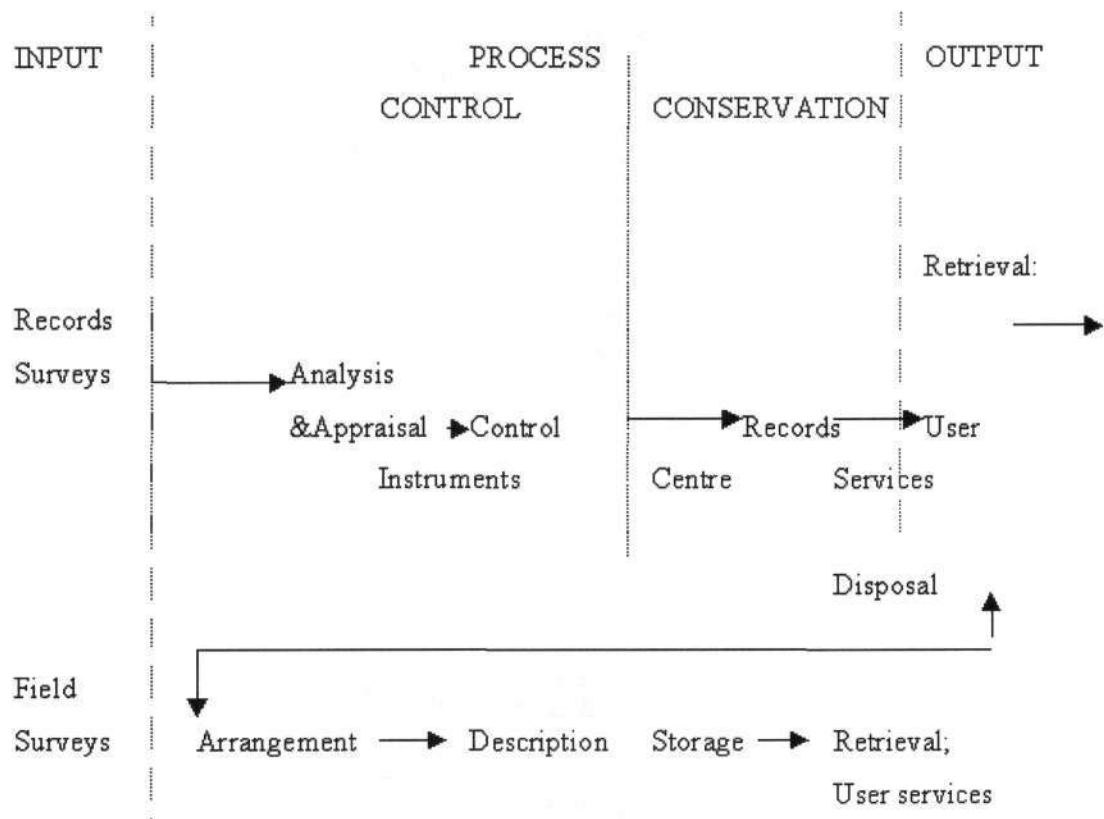 INPUT PROCESS OUTPUT
CONTROL CONSERVATION
Retrieval:
Records
Surveys Analysis
&Appraisal Control Records User
Instruments Centre Services
Disposal
Field
Surveys Arrangement Description Storage Retrieval;
User services